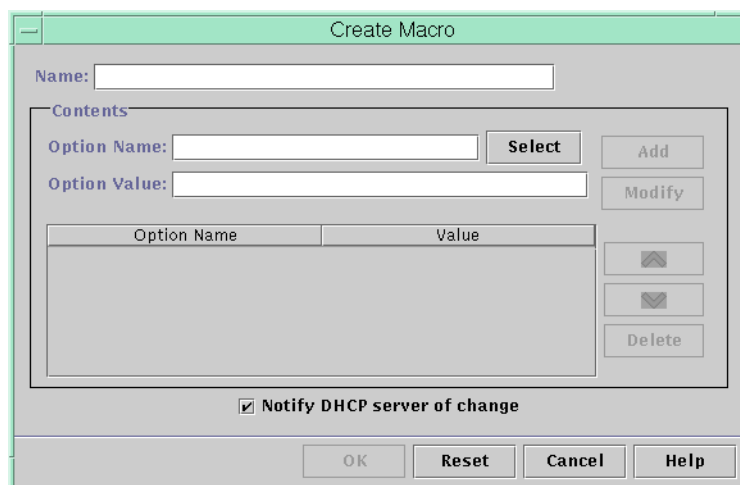 Create Macro
Name:
Contents
Option Name: Select Add
Option Value: Modify
Option Name Value
Delete
Notify DHCP server of change
OK Reset Cancel Help